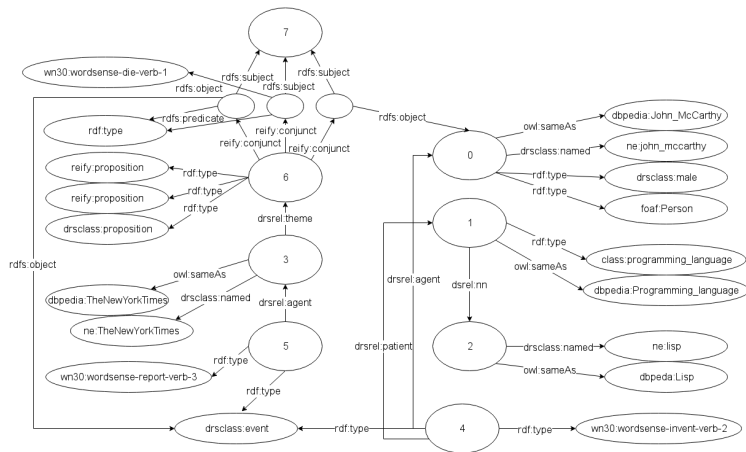 7
wn30:wordsense-die-verb-1
rdfs:subject
rdfs:subject
rdfs:subject
rdfs:object
rdfs:predicate
rdfs:object
rdf:type
reify:conjunct
reify:conjunct
reify:conjunct
owl:sameAs
dbpedia:John_McCarthy
0
drsclass:named
ne:john_mccarthy
rdf:type
drsclass:male
rdf:type
foaf:Person
reify:proposition
rdf:type
reify:proposition
rdf:type
6
drsclass:proposition
rdf:type
drsrel:theme
1
rdf:type
class:programming_language
owl:sameAs
dbpedia:Programming_language
rdfs:object
owl:sameAs
3
drsrel:agent
dsrel:nn
dbpedia:TheNewYorkTimes
drsclass:named
drsrel:agent
ne:TheNewYorkTimes
drsrel:patient
2
drsclass:named
ne:lisp
owl:sameAs
dbpeda:Lisp
5
rdf:type
wn30:wordsense-report-verb-3
rdf:type
drsclass:event
rdf:type
4
rdf:type
wn30:wordsense-invent-verb-2